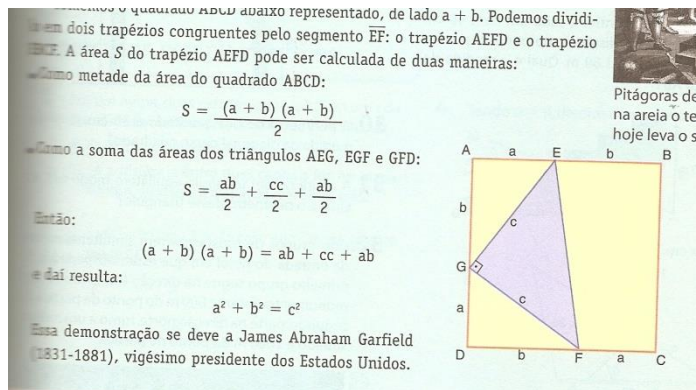 o quadrado ABCD abaixo representado, de lado a + b. Podemos dividi-
em dois trapézios congruentes pelo segmento EF: o trapézio AEFD e o trapézio
A área S do trapézio AEFD pode ser calculada de duas maneiras:
Como metade da área do quadrado ABCD:
S = (a + b) (a + b) / 2
Como a soma das áreas dos triângulos AEG, EGF e GFD:
S = ab/2 + cc/2 + ab/2
Então:
(a + b) (a + b) = ab + cc + ab
e daí resulta:
a² + b² = c²
Essa demonstração se deve a James Abraham Garfield
(1831-1881), vigésimo presidente dos Estados Unidos.
Pitágoras de
na areia o te
hoje leva o s
A a E b B
b
c
G
c
a
D b F a C